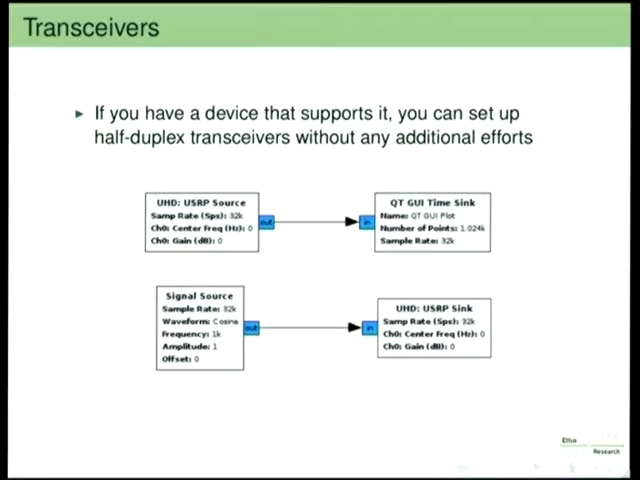 Transceivers
If you have a device that supports it, you can set up
half-duplex transceivers without any additional efforts
UHD: USRP Source
Samp Rate (Sps): 32k
Ch0: Center Freq (Hz): 0
Ch0: Gain (dB): 0
out
in
QT GUI Time Sink
Name: QT GUI Plot
Number of Points: 1.024k
Sample Rate: 32k
Signal Source
Sample Rate: 32k
Waveform: Cosine
Frequency: 1k
Amplitude: 1
Offset: 0
out
in
UHD: USRP Sink
Samp Rate (Sps): 32k
Ch0: Center Freq (Hz): 0
Ch0: Gain (dB): 0
Ettus
Research